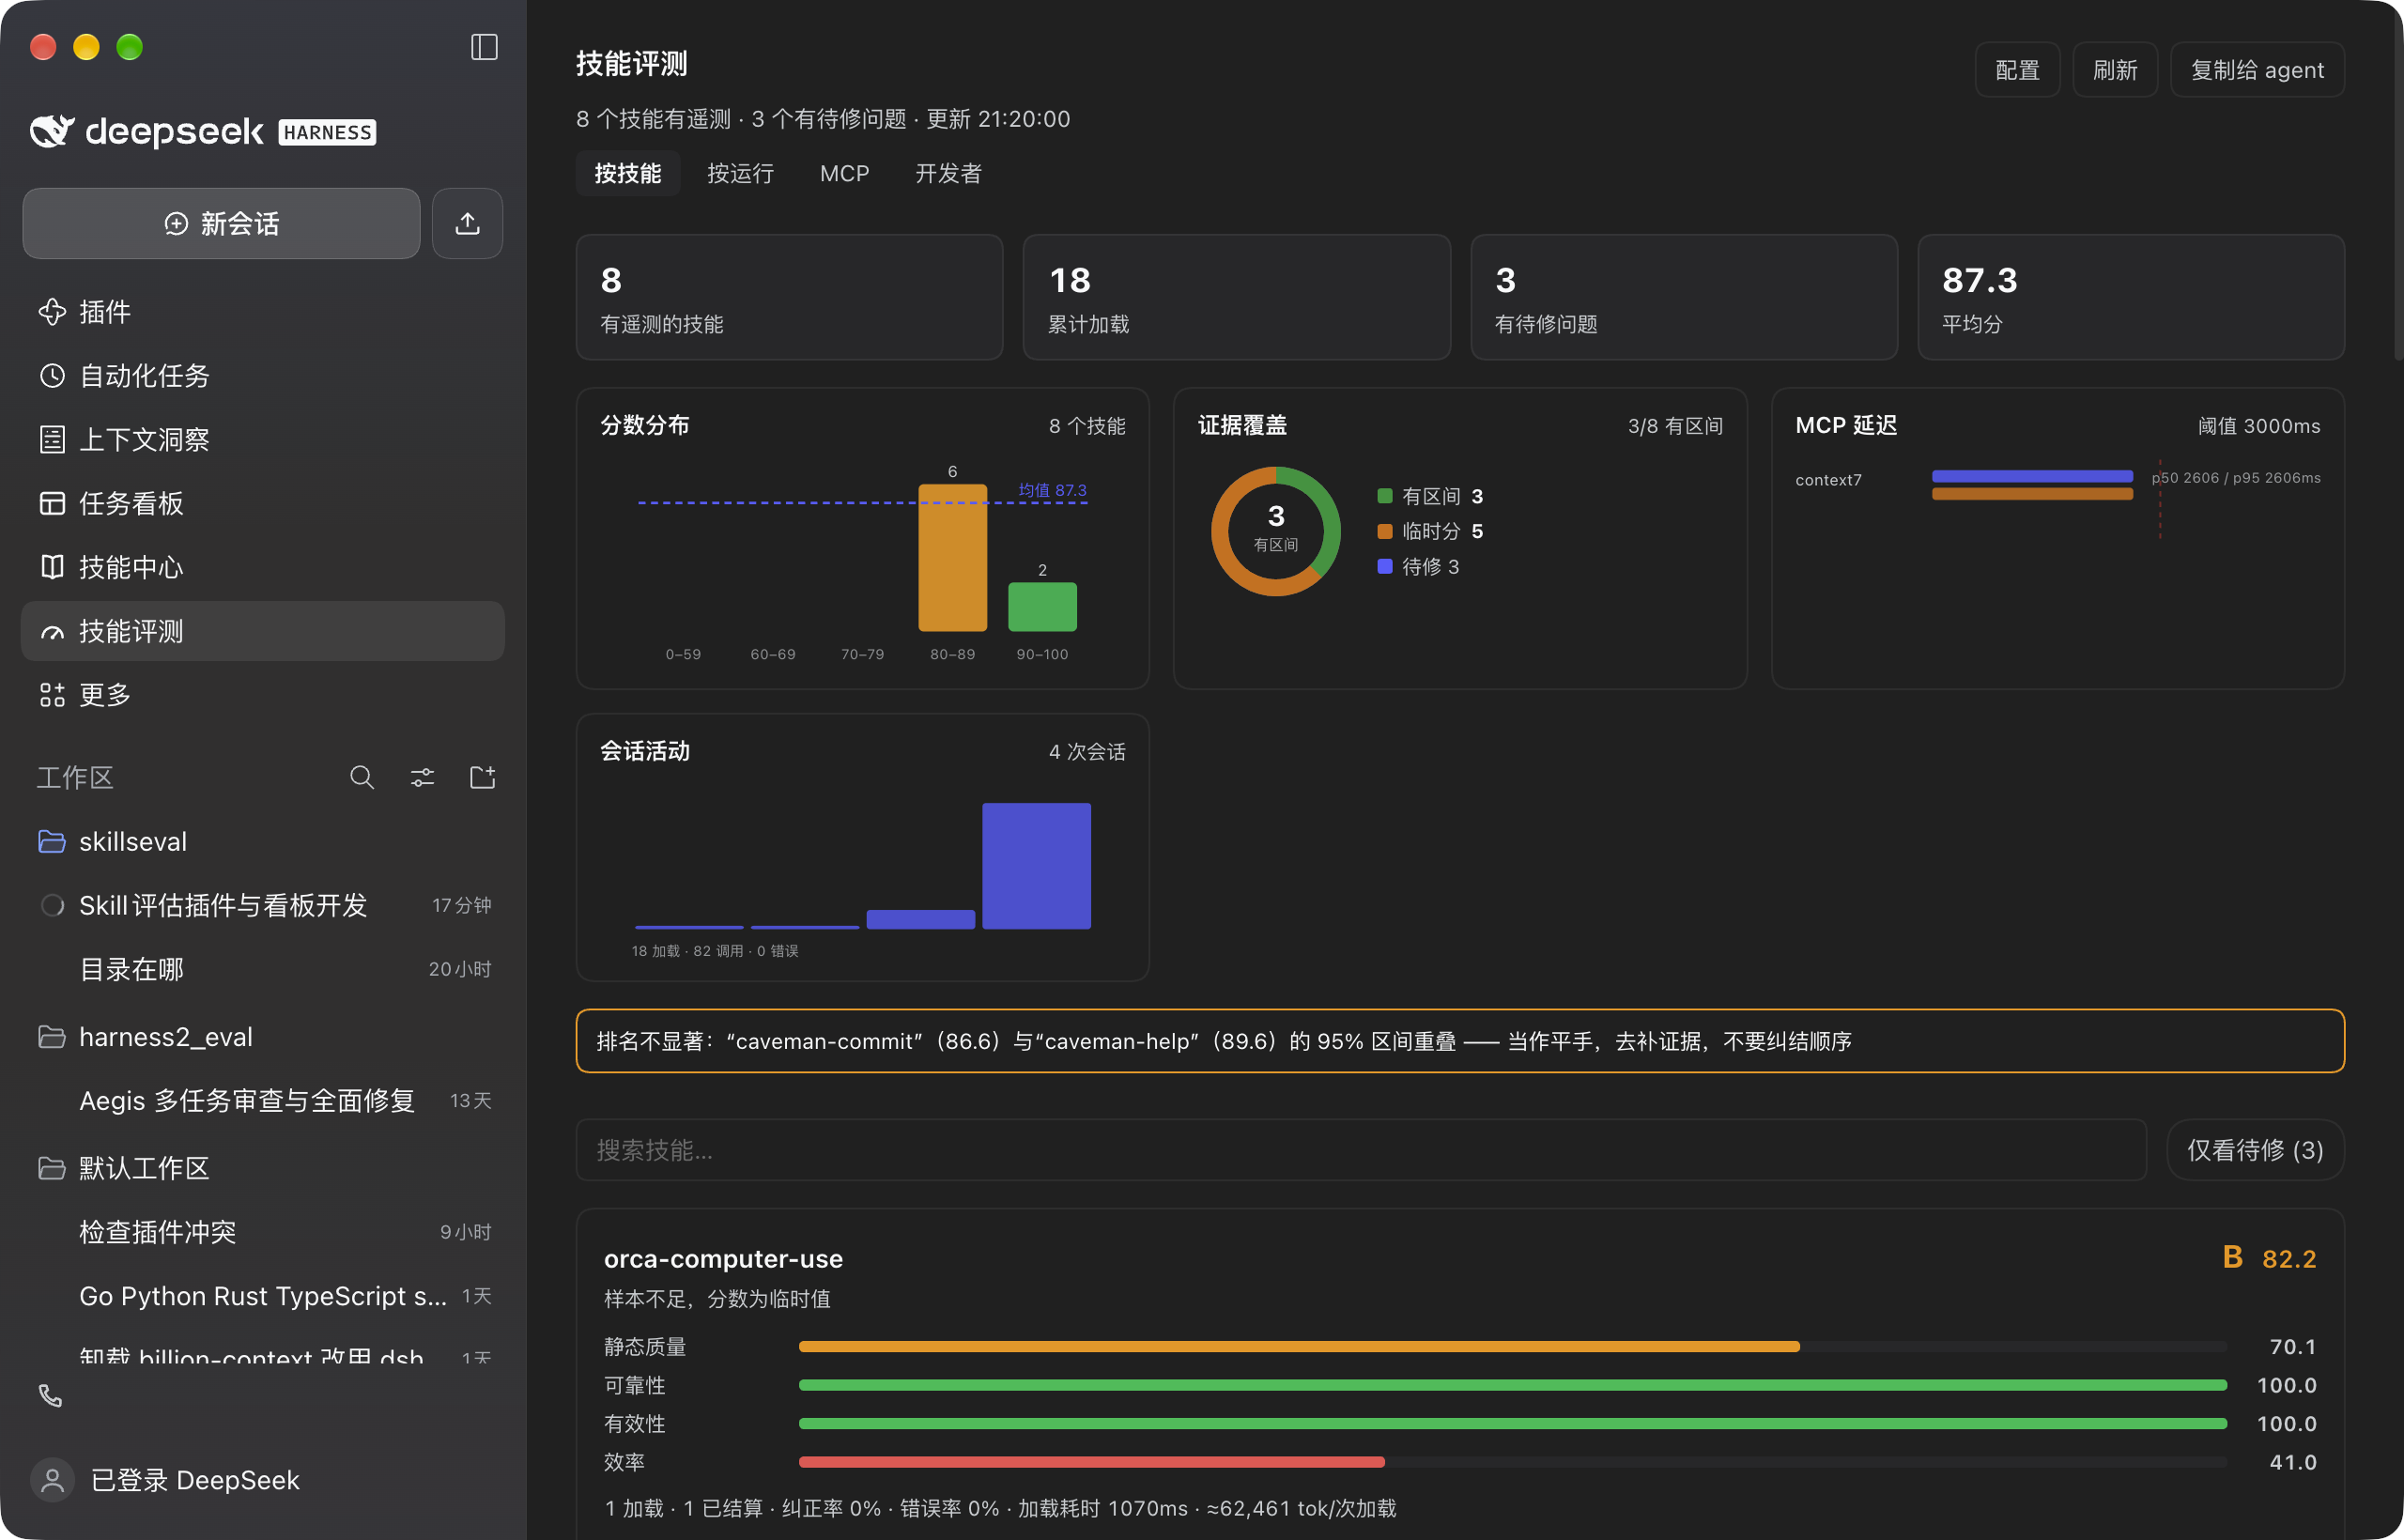 deepseek HARNESS
新会话
插件
自动化任务
上下文洞察
任务看板
技能中心
技能评测
更多
工作区
skillseval
Skill 评估插件与看板开发 17 分钟
目录在哪 20 小时
harness2_eval
Aegis 多任务审查与全面修复 13 天
默认工作区
检查插件冲突 9 小时
Go Python Rust TypeScript s... 1 天
卸载 billion-context 改用 dsh 1 天
已登录 DeepSeek
技能评测
配置 刷新 复制给 agent
8 个技能有遥测 · 3 个有待修问题 · 更新 21:20:00
按技能 按运行 MCP 开发者
8
有遥测的技能
18
累计加载
3
有待修问题
87.3
平均分
分数分布 8 个技能
6
均值 87.3
2
0–59 60–69 70–79 80–89 90–100
证据覆盖 3/8 有区间
3
有区间
有区间 3
临时分 5
待修 3
MCP 延迟 阈值 3000ms
context7 p50 2606 / p95 2606ms
会话活动 4 次会话
18 加载 · 82 调用 · 0 错误
排名不显著：“caveman-commit”（86.6）与“caveman-help”（89.6）的 95% 区间重叠 —— 当作平手，去补证据，不要纠结顺序
搜索技能...
仅看待修 (3)
orca-computer-use B 82.2
样本不足，分数为临时值
静态质量 70.1
可靠性 100.0
有效性 100.0
效率 41.0
1 加载 · 1 已结算 · 纠正率 0% · 错误率 0% · 加载耗时 1070ms · ≈62,461 tok/次加载